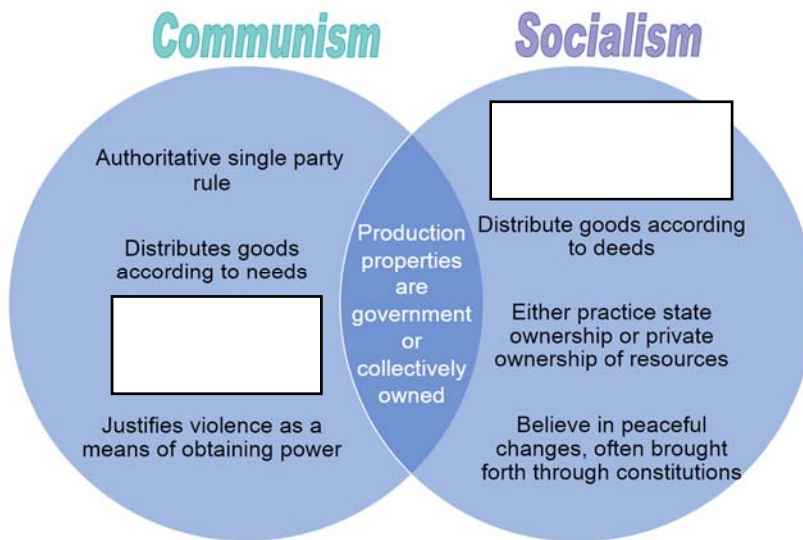 Communism
Socialism
Authoritative single party
rule
Distributes goods
according to needs
Justifies violence as a
means of obtaining power
Production
properties
are
government
or
collectively
owned
Distribute goods according
to deeds
Either practice state
ownership or private
ownership of resources
Believe in peaceful
changes, often brought
forth through constitutions